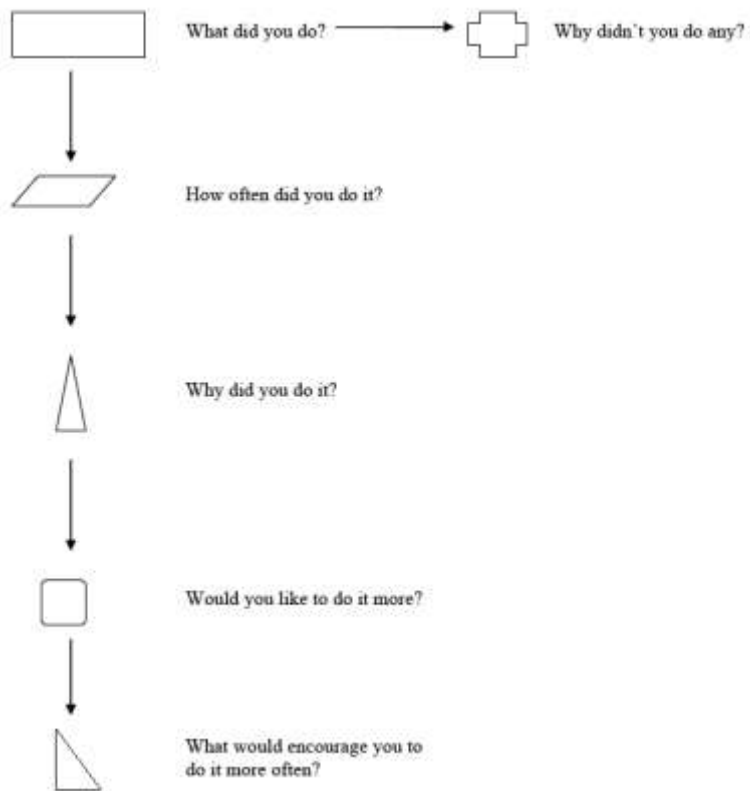 What did you do?
Why didn't you do any?
How often did you do it?
Why did you do it?
Would you like to do it more?
What would encourage you to
do it more often?